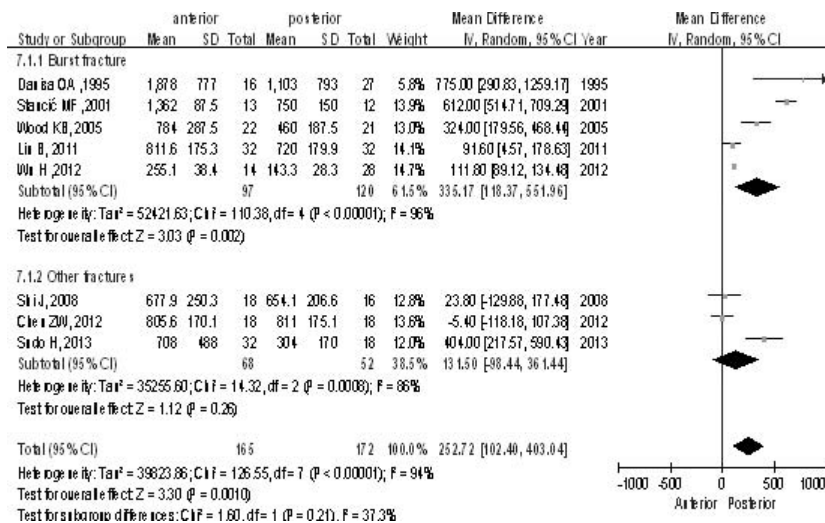 anterior posterior Mean Difference Mean Difference
Study or Subgroup Mean SD Total Mean SD Total Weight IV, Random, 95% CI Year IV, Random, 95% CI
7.1.1 Burst fracture
Danisa OA ,1995 1,878 777 16 1,103 793 27 5.8% 775.00 [290.83, 1259.17] 1995
Stancić MF ,2001 1,362 87.5 13 750 150 12 13.9% 612.00 [514.71, 709.29] 2001
Wood KB, 2005 784 287.5 22 460 187.5 21 13.0% 324.00 [179.56, 468.44] 2005
Lin B, 2011 811.6 175.3 32 720 179.9 32 14.1% 91.60 [4.57, 178.63] 2011
Wu H, 2012 255.1 38.4 14 143.3 28.3 28 14.7% 111.80 [89.12, 134.48] 2012
Subtotal (95% CI) 97 120 61.5% 335.17 [118.37, 551.96]
Heterogeneity: Tau² = 52421.63; Chi² = 110.38, df = 4 (P < 0.00001); I² = 96%
Test for overall effect: Z = 3.03 (P = 0.002)
7.1.2 Other fractures
Shi J, 2008 677.9 250.3 18 654.1 206.6 16 12.8% 23.80 [-129.88, 177.48] 2008
Chen ZW, 2012 805.6 170.1 18 811 175.1 18 13.6% -5.40 [-118.18, 107.38] 2012
Sudo H, 2013 708 488 32 304 170 18 12.0% 404.00 [217.57, 590.43] 2013
Subtotal (95% CI) 68 52 38.5% 131.50 [-98.44, 361.44]
Heterogeneity: Tau² = 35255.60; Chi² = 14.32, df = 2 (P = 0.0008); I² = 86%
Test for overall effect: Z = 1.12 (P = 0.26)
Total (95% CI) 165 172 100.0% 252.72 [102.40, 403.04]
Heterogeneity: Tau² = 39823.86; Chi² = 126.55, df = 7 (P < 0.00001); I² = 94%
Test for overall effect: Z = 3.30 (P = 0.0010)
Test for subgroup differences: Chi² = 1.60, df = 1 (P = 0.21), I² = 37.3%
-1000 -500 0 500 1000
Anterior Posterior